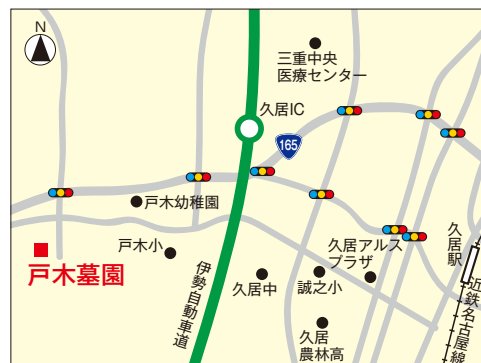 N
三重中央
医療センター
久居IC
165
戸木幼稚園
戸木小
戸木墓園
伊勢自動車道
久居中
誠之小
久居アルス
プラザ
久居
農林高
久居駅
近鉄名古屋線